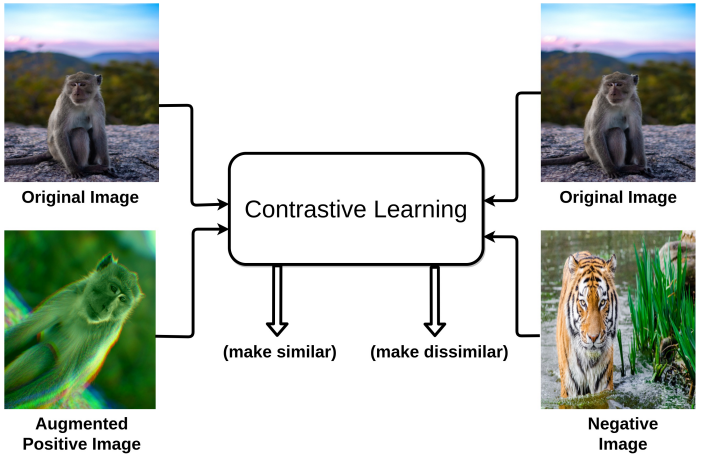 Original Image
Original Image
Contrastive Learning
(make similar)
(make dissimilar)
Augmented
Positive Image
Negative
Image